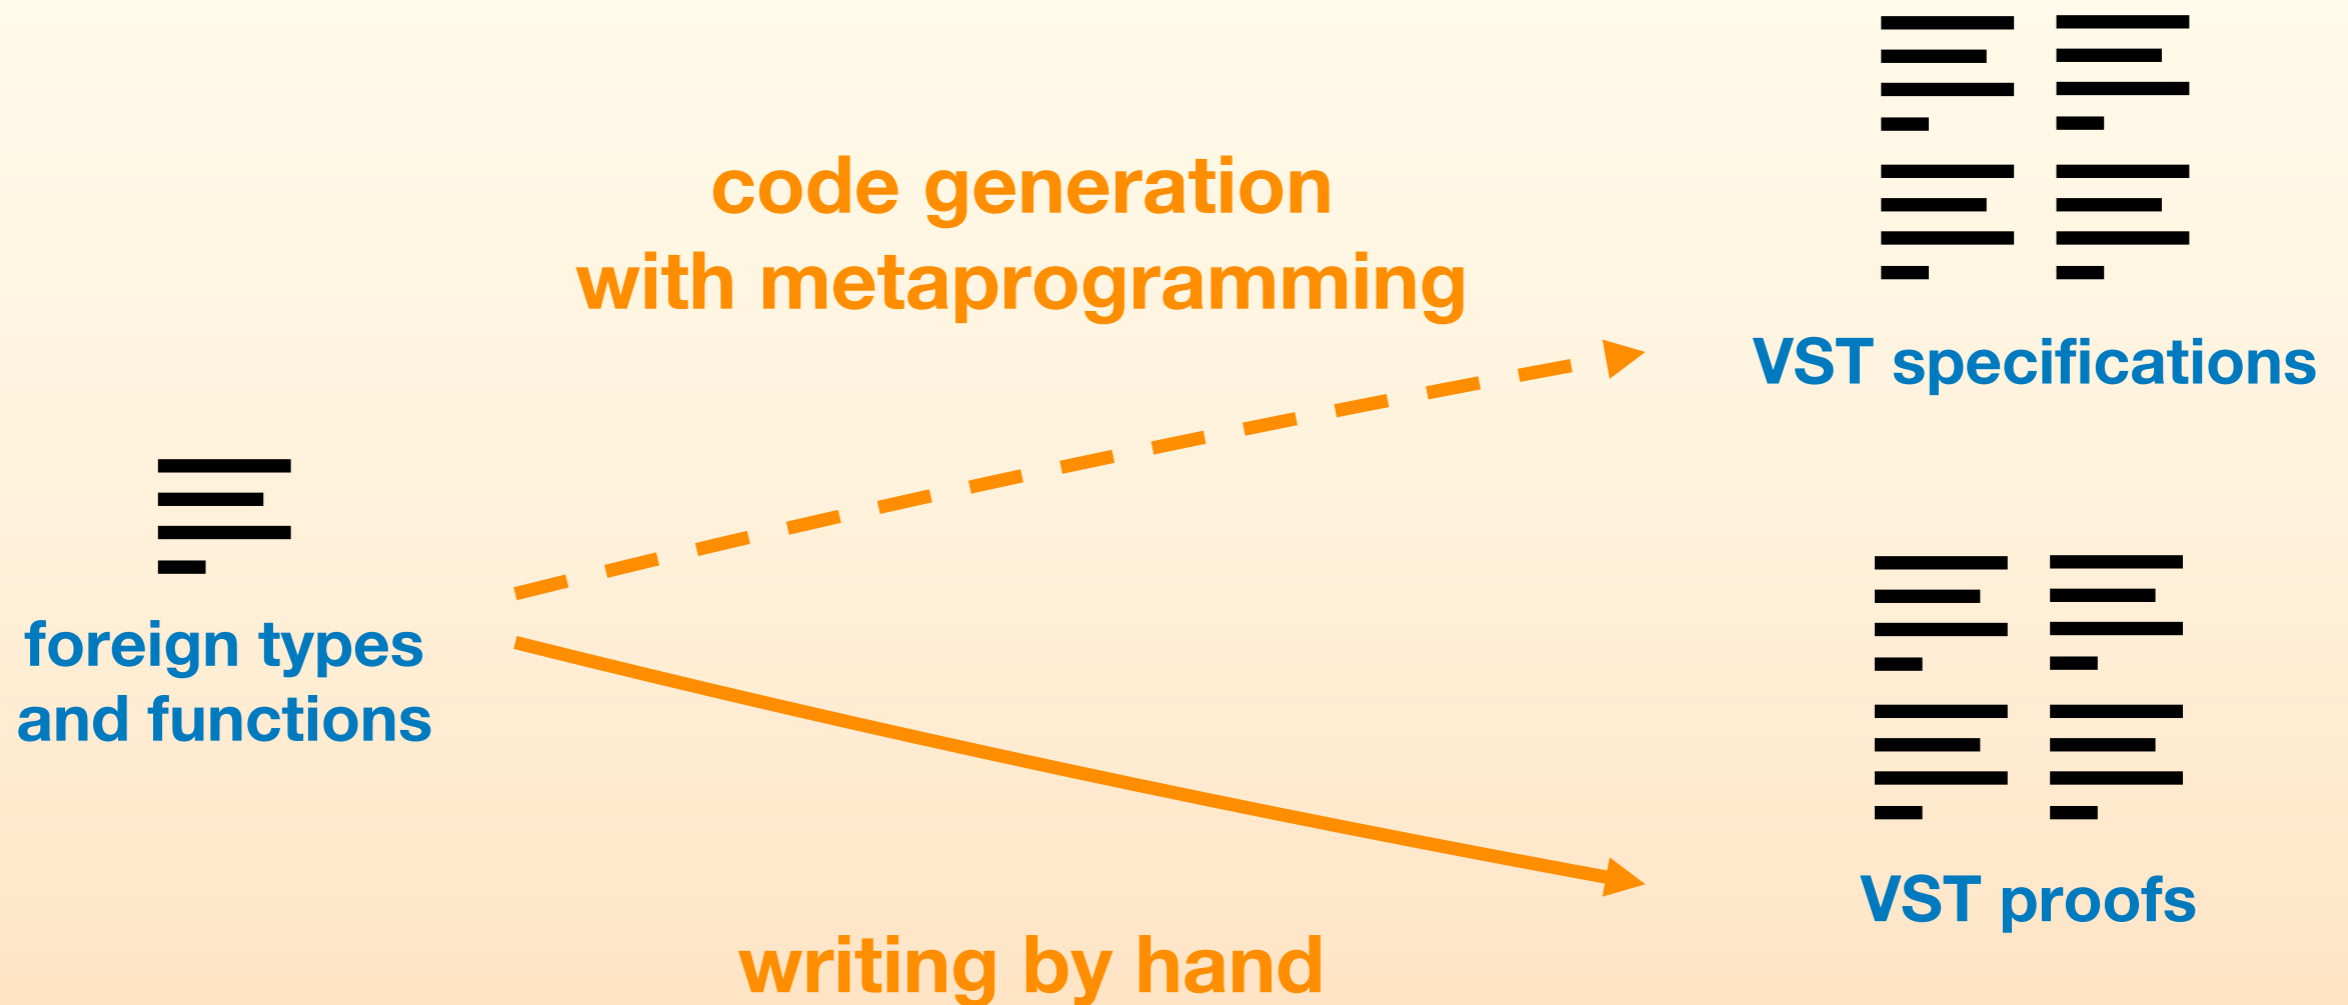 code generation
with metaprogramming
VST specifications
foreign types
and functions
VST proofs
writing by hand